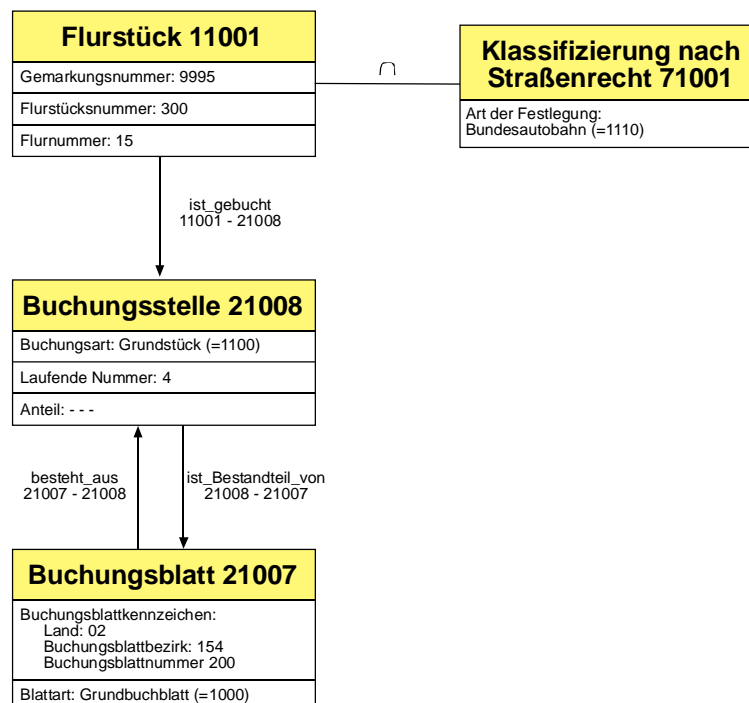 Flurstück 11001
Gemarkungsnummer: 9995
Flurstücksnummer: 300
Flurnummer: 15
Klassifizierung nach
Straßenrecht 71001
Art der Festlegung:
Bundesautobahn (=1110)
ist_gebucht
11001 - 21008
Buchungsstelle 21008
Buchungsart: Grundstück (=1100)
Laufende Nummer: 4
Anteil: - - -
besteht_aus
21007 - 21008
ist_Bestandteil_von
21008 - 21007
Buchungsblatt 21007
Buchungsblattkennzeichen:
Land: 02
Buchungsblattbezirk: 154
Buchungsblattnummer 200
Blattart: Grundbuchblatt (=1000)